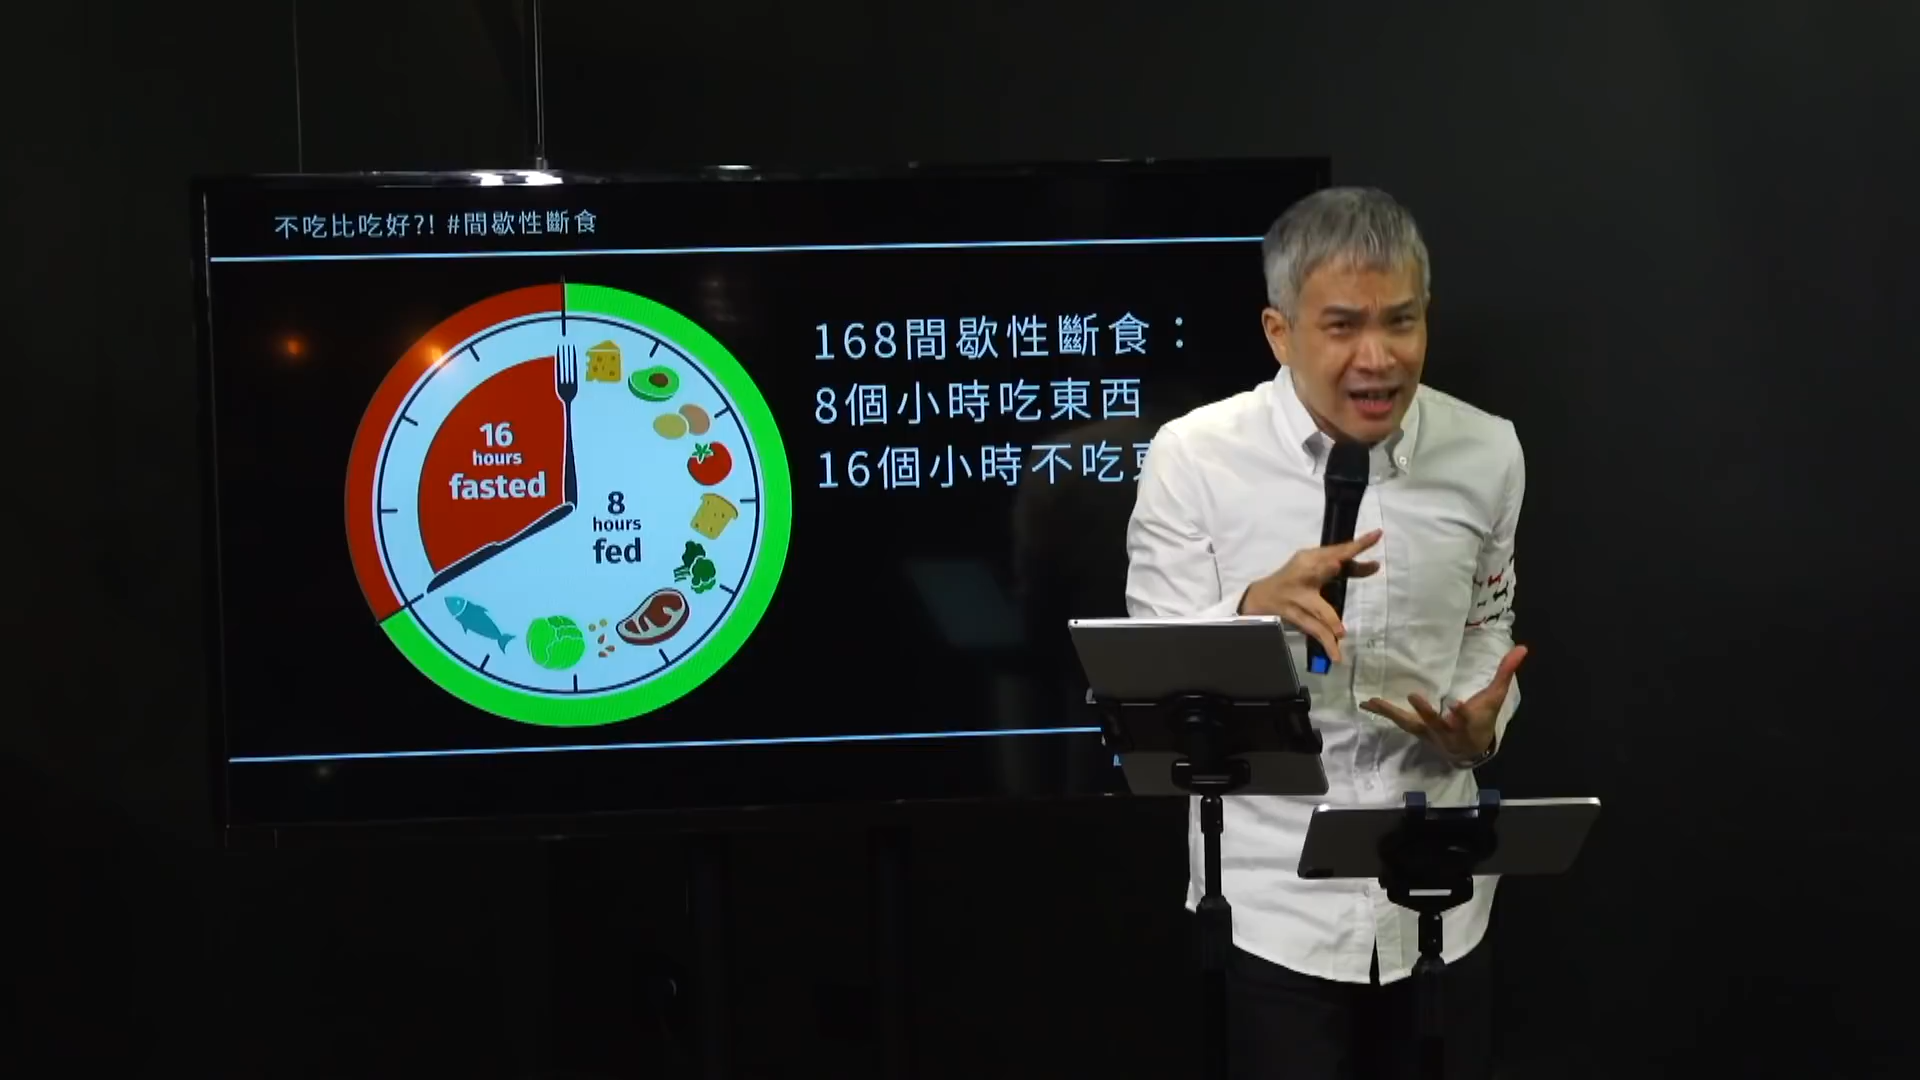 不吃比吃好?! #間歇性斷食
168間歇性斷食：
8個小時吃東西
16個小時不吃
16
hours
fasted
8
hours
fed